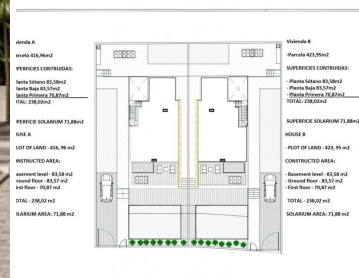 vienda A
arcela 416,96m2
PERFICIES CONTRUIDAS:
lanta Sótano 83,58m2
lanta Baja 83,57m2
lanta Primera 70,87m2
TAL: 238,02m2
PERFICIE SOLARIUM 71,88m2
USE A
LOT OF LAND - 416, 96 m2
NSTRUCTED AREA:
asement level - 83,58 m2
round floor - 83,57 m2
irst floor - 70,87 m2
OTAL - 238,02 m2
LARIUM AREA: 71,88 m2
Vivienda B
-Parcela 423,95m2
SUPERFICIES CONTRUIDAS:
- Planta Sótano 83,58m2
- Planta Baja 83,57m2
- Planta Primera 70,87m2
TOTAL: 238,02m2
SUPERFICIE SOLARIUM 71,88m2
HOUSE B
- PLOT OF LAND - 423, 95 m2
CONSTRUCTED AREA:
- Basement level - 83,58 m2
- Ground floor - 83,57 m2
- First floor - 70,87 m2
TOTAL - 238,02 m2
SOLARIUM AREA: 71,88 m2